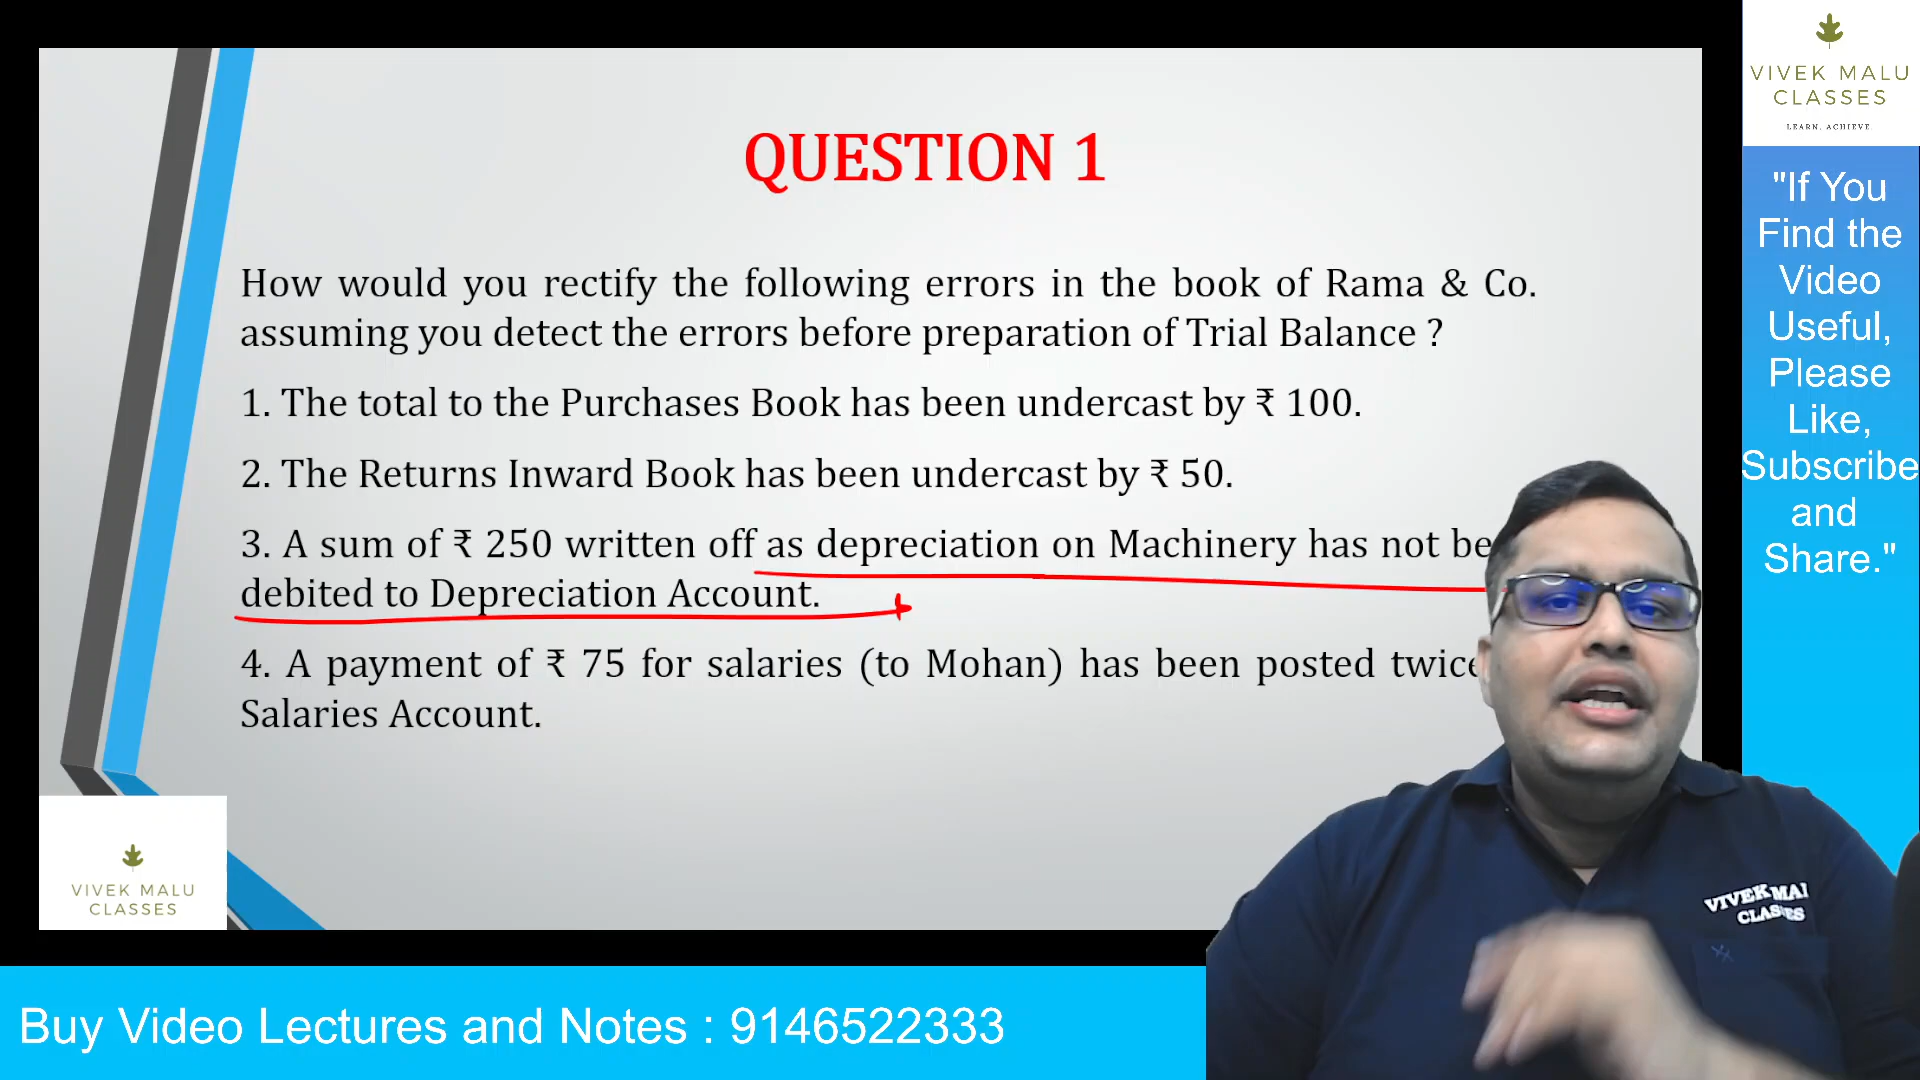 QUESTION 1
How would you rectify the following errors in the book of Rama & Co.
assuming you detect the errors before preparation of Trial Balance ?
1. The total to the Purchases Book has been undercast by ₹ 100.
2. The Returns Inward Book has been undercast by ₹ 50.
3. A sum of ₹ 250 written off as depreciation on Machinery has not
debited to Depreciation Account.
4. A payment of ₹ 75 for salaries (to Mohan) has been posted twice
Salaries Account.
VIVEK MALU
CLASSES
LEARN. ACHIEVE.
"If You
Find the
Video
Useful,
Please
Like,
Subscribe
and
Share."
VIVEK MALU
CLASSES
VIVEK MAL
CLASSES
Buy Video Lectures and Notes : 9146522333